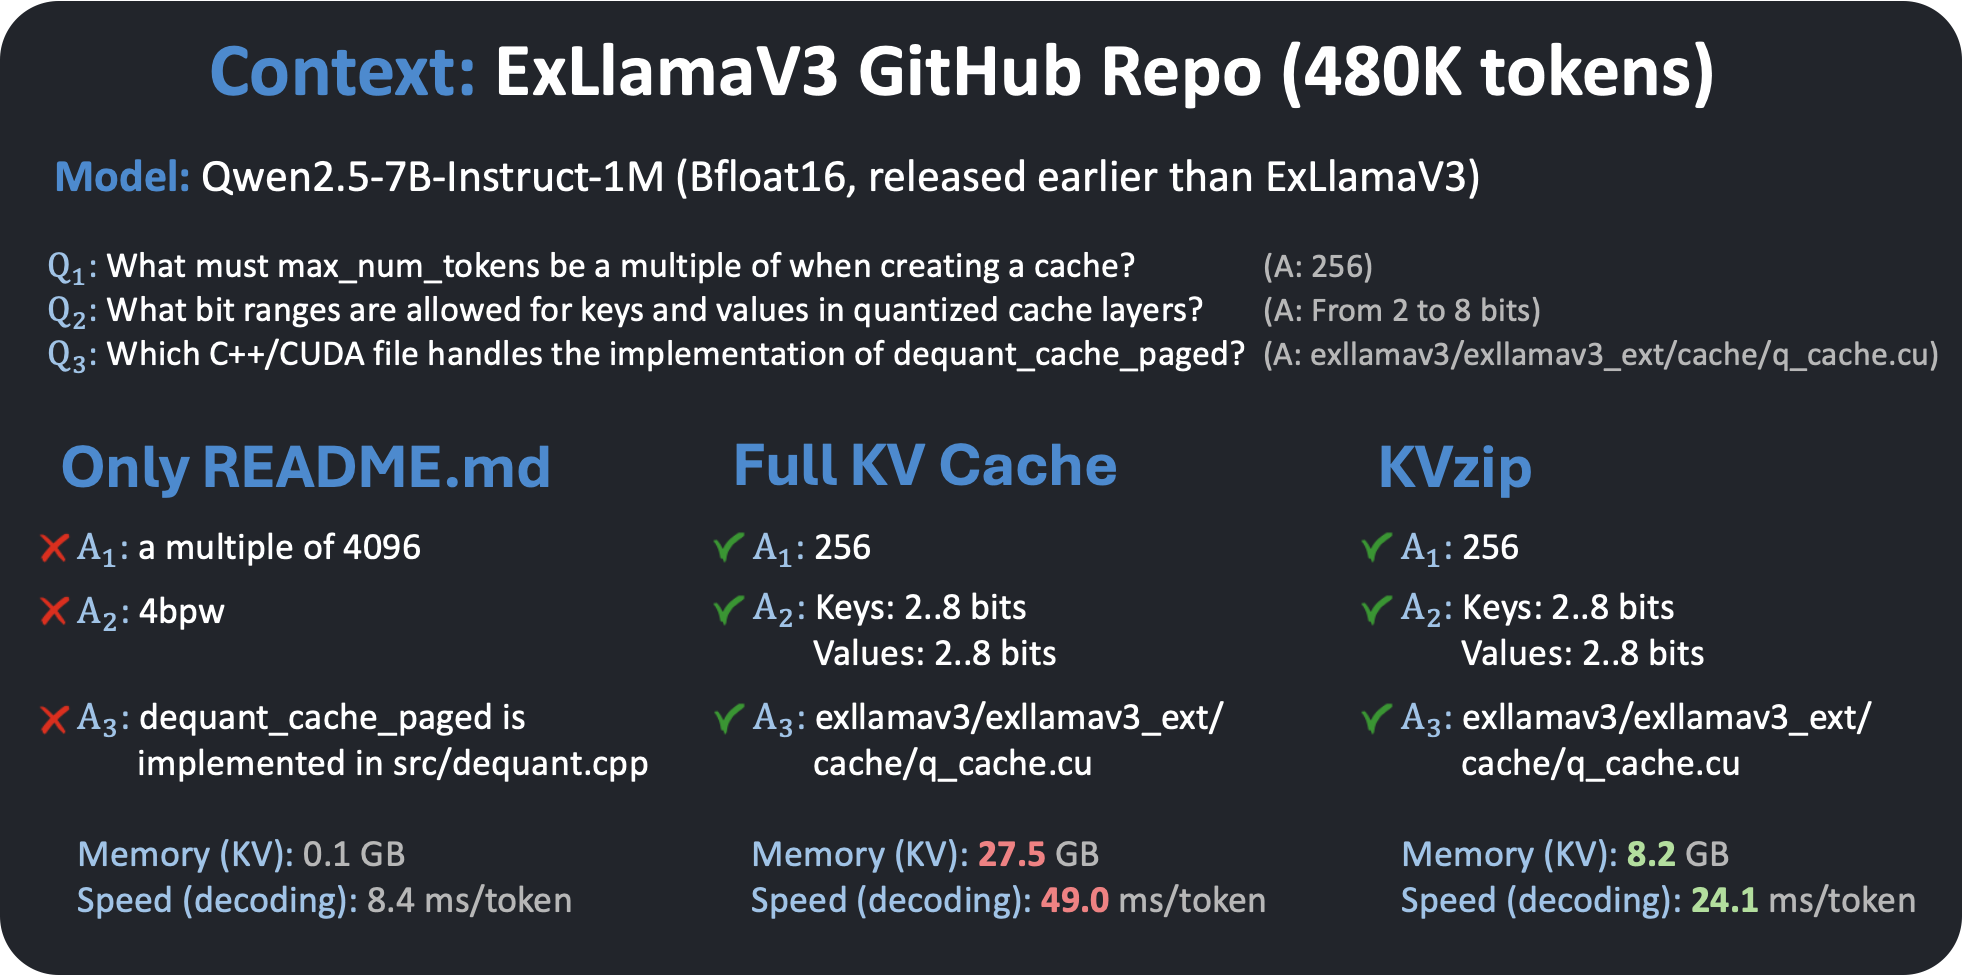 Context: ExLlamaV3 GitHub Repo (480K tokens)
Model: Qwen2.5-7B-Instruct-1M (Bfloat16, released earlier than ExLlamaV3)
Q1: What must max_num_tokens be a multiple of when creating a cache? (A: 256)
Q2: What bit ranges are allowed for keys and values in quantized cache layers? (A: From 2 to 8 bits)
Q3: Which C++/CUDA file handles the implementation of dequant_cache_paged? (A: exllamav3/exllamav3_ext/cache/q_cache.cu)
Only README.md
A1: a multiple of 4096
A2: 4bpw
A3: dequant_cache_paged is
implemented in src/dequant.cpp
Memory (KV): 0.1 GB
Speed (decoding): 8.4 ms/token
Full KV Cache
A1: 256
A2: Keys: 2..8 bits
Values: 2..8 bits
A3: exllamav3/exllamav3_ext/
cache/q_cache.cu
Memory (KV): 27.5 GB
Speed (decoding): 49.0 ms/token
KVzip
A1: 256
A2: Keys: 2..8 bits
Values: 2..8 bits
A3: exllamav3/exllamav3_ext/
cache/q_cache.cu
Memory (KV): 8.2 GB
Speed (decoding): 24.1 ms/token